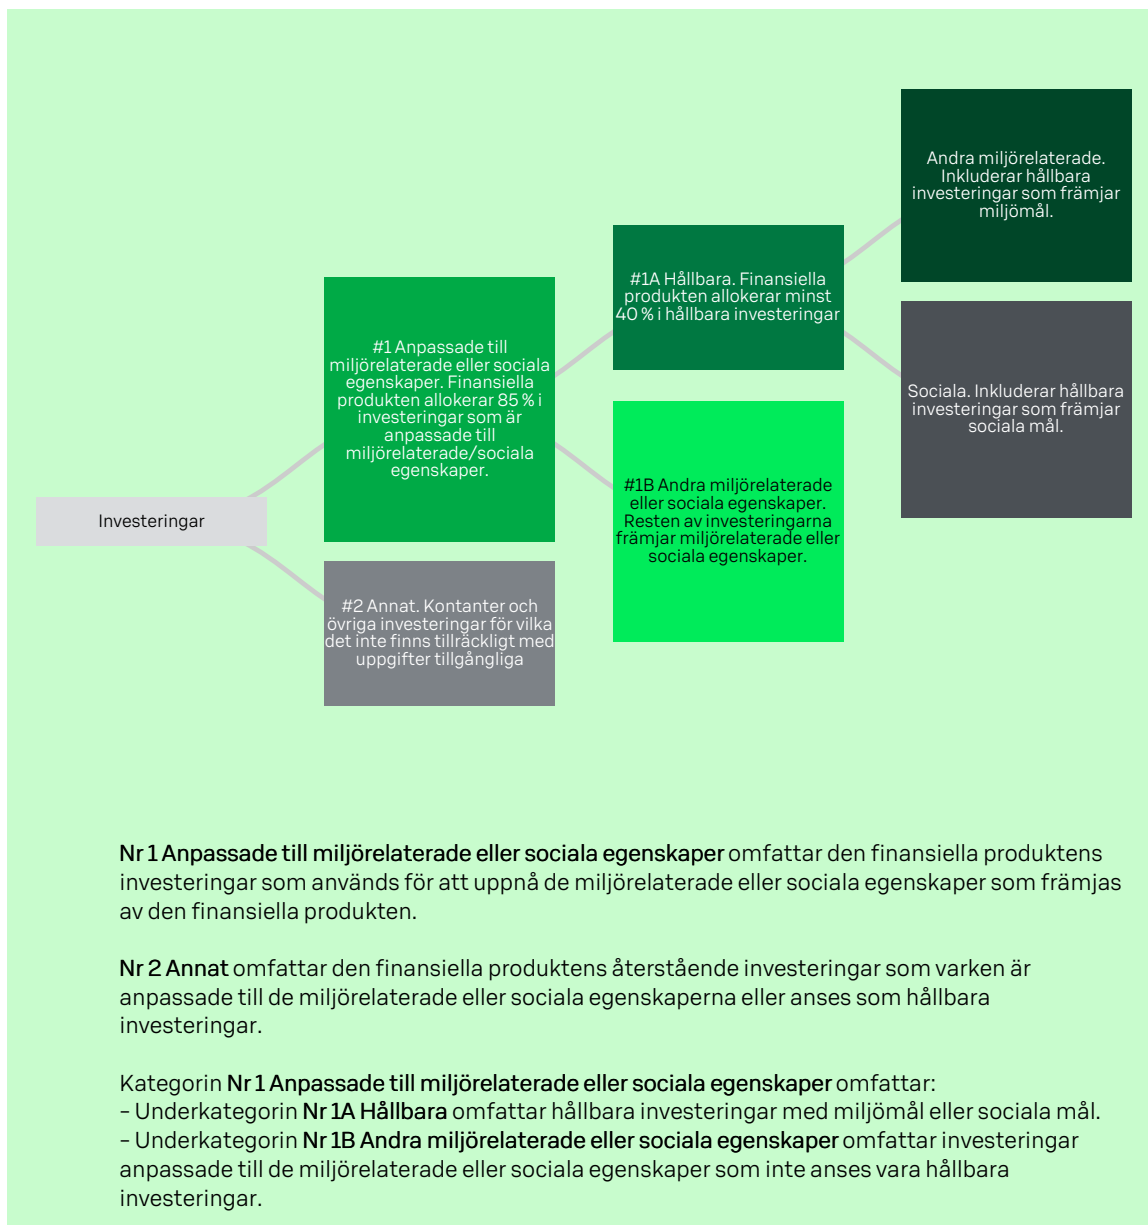 Andra miljörelaterade.
Inkluderar hållbara
investeringar som främjar
miljömål.
#1A Hållbara. Finansiella
produkten allokerar minst
40 % i hållbara investeringar
#1 Anpassade till
miljörelaterade eller sociala
egenskaper. Finansiella
produkten allokerar 85 % i
investeringar som är
anpassade till
miljörelaterade/sociala
egenskaper.
Sociala. Inkluderar hållbara
investeringar som främjar
sociala mål.
#1B Andra miljörelaterade
eller sociala egenskaper.
Resten av investeringarna
främjar miljörelaterade eller
sociala egenskaper.
Investeringar
#2 Annat. Kontanter och
övriga investeringar för vilka
det inte finns tillräckligt med
uppgifter tillgängliga
Nr 1 Anpassade till miljörelaterade eller sociala egenskaper omfattar den finansiella produktens
investeringar som används för att uppnå de miljörelaterade eller sociala egenskaper som främjas
av den finansiella produkten.
Nr 2 Annat omfattar den finansiella produktens återstående investeringar som varken är
anpassade till de miljörelaterade eller sociala egenskaperna eller anses som hållbara
investeringar.
Kategorin Nr 1 Anpassade till miljörelaterade eller sociala egenskaper omfattar:
- Underkategorin Nr 1A Hållbara omfattar hållbara investeringar med miljömål eller sociala mål.
- Underkategorin Nr 1B Andra miljörelaterade eller sociala egenskaper omfattar investeringar
anpassade till de miljörelaterade eller sociala egenskaper som inte anses vara hållbara
investeringar.